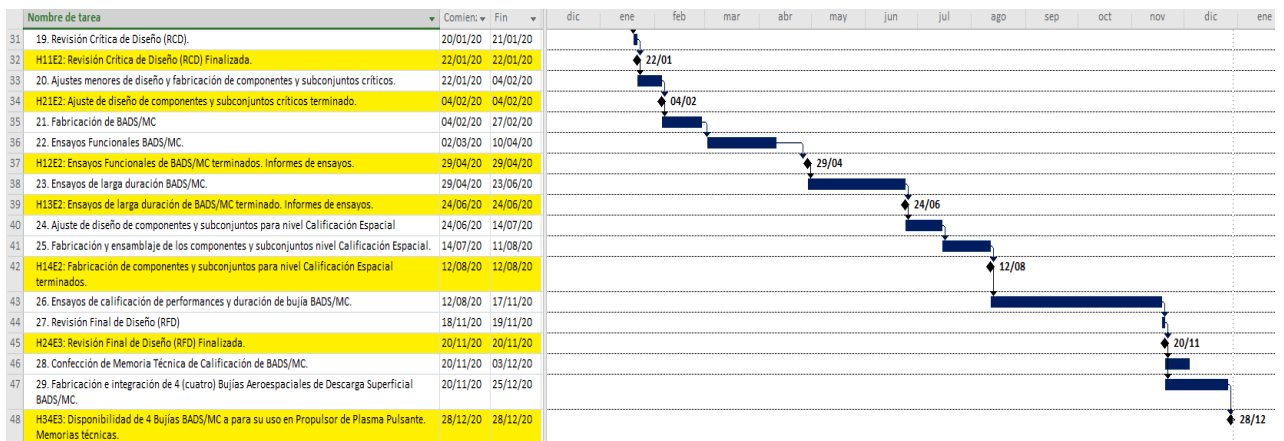 Nombre de tarea Comien: Fin dic ene feb mar abr may jun jul ago sep oct nov dic ene
31 19. Revisión Crítica de Diseño (RCD). 20/01/20 21/01/20
32 H11E2: Revisión Crítica de Diseño (RCD) Finalizada. 22/01/20 22/01/20 22/01
33 20. Ajustes menores de diseño y fabricación de componentes y subconjuntos críticos. 22/01/20 04/02/20
34 H21E2: Ajuste de diseño de componentes y subconjuntos críticos terminado. 04/02/20 04/02/20 04/02
35 21. Fabricación de BADS/MC 04/02/20 27/02/20
36 22. Ensayos Funcionales BADS/MC. 02/03/20 10/04/20
37 H12E2: Ensayos Funcionales de BADS/MC terminados. Informes de ensayos. 29/04/20 29/04/20 29/04
38 23. Ensayos de larga duración BADS/MC. 29/04/20 23/06/20
39 H13E2: Ensayos de larga duración de BADS/MC terminado. Informes de ensayos. 24/06/20 24/06/20 24/06
40 24. Ajuste de diseño de componentes y subconjuntos para nivel Calificación Espacial 24/06/20 14/07/20
41 25. Fabricación y ensamblaje de los componentes y subconjuntos nivel Calificación Espacial. 14/07/20 11/08/20
42 H14E2: Fabricación de componentes y subconjuntos para nivel Calificación Espacial 12/08/20 12/08/20 12/08
terminados.
43 26. Ensayos de calificación de performances y duración de bujía BADS/MC. 12/08/20 17/11/20
44 27. Revisión Final de Diseño (RFD) 18/11/20 19/11/20
45 H24E3: Revisión Final de Diseño (RFD) Finalizada. 20/11/20 20/11/20 20/11
46 28. Confección de Memoria Técnica de Calificación de BADS/MC. 20/11/20 03/12/20
47 29. Fabricación e integración de 4 (cuatro) Bujías Aeroespaciales de Descarga Superficial 20/11/20 25/12/20
BADS/MC.
48 H34E3: Disponibilidad de 4 Bujías BADS/MC a para su uso en Propulsor de Plasma Pulsante. 28/12/20 28/12/20 28/12
Memorias técnicas.